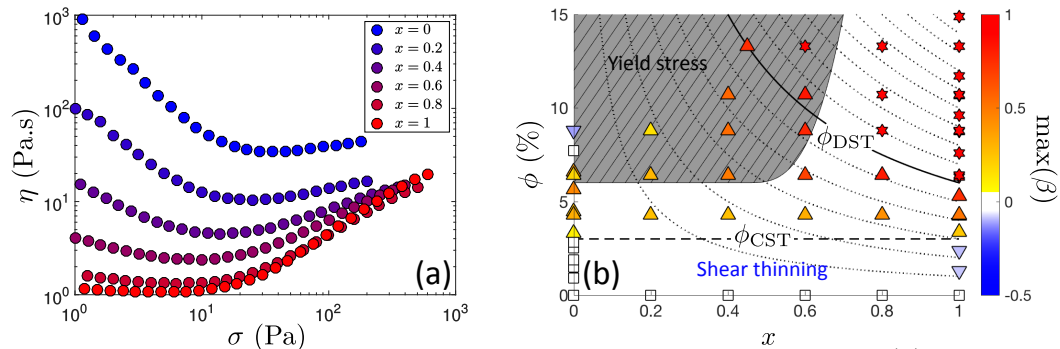 η (Pa.s)
10³
10²
10¹
10⁰
x = 0
x = 0.2
x = 0.4
x = 0.6
x = 0.8
x = 1
(a)
10⁰ 10¹ 10² 10³
σ (Pa)
ϕ (%)
15
10
5
0
Yield stress
ϕDST
ϕCST
Shear thinning
(b)
0 0.2 0.4 0.6 0.8 1
x
1
0.5
0
-0.5
max(β)